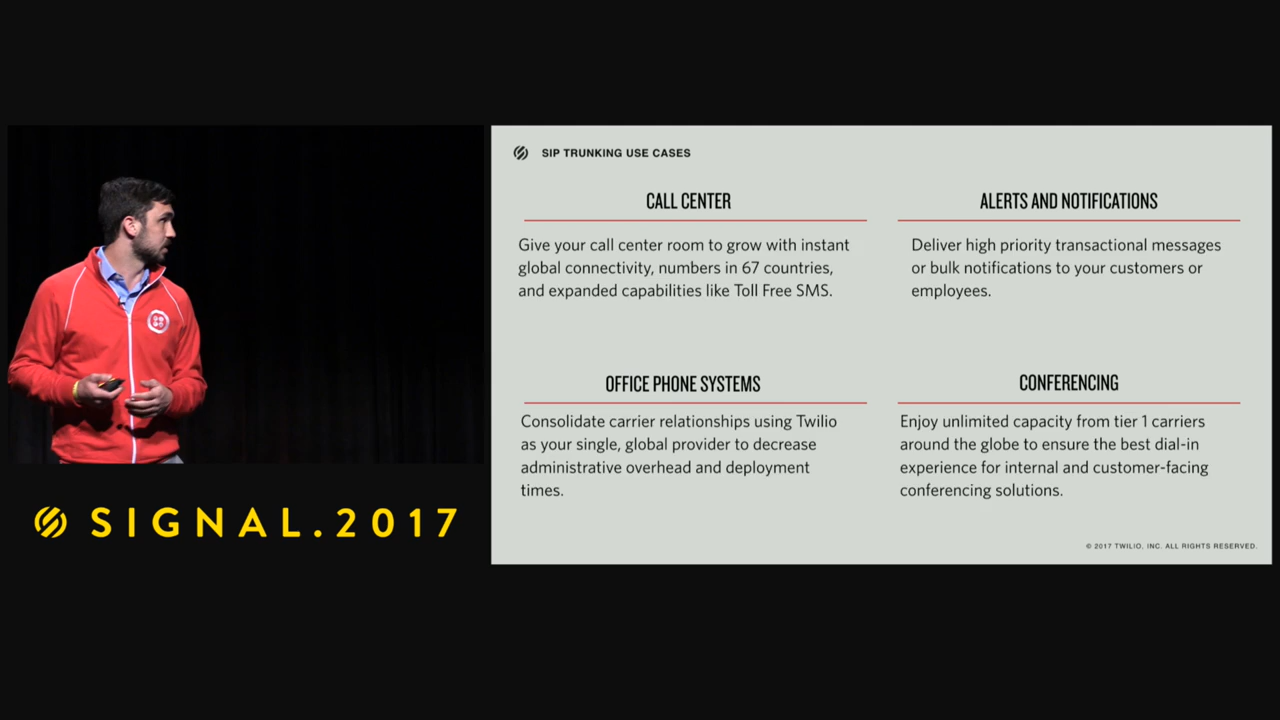 SIP TRUNKING USE CASES
CALL CENTER
Give your call center room to grow with instant
global connectivity, numbers in 67 countries,
and expanded capabilities like Toll Free SMS.
ALERTS AND NOTIFICATIONS
Deliver high priority transactional messages
or bulk notifications to your customers or
employees.
OFFICE PHONE SYSTEMS
Consolidate carrier relationships using Twilio
as your single, global provider to decrease
administrative overhead and deployment
times.
CONFERENCING
Enjoy unlimited capacity from tier 1 carriers
around the globe to ensure the best dial-in
experience for internal and customer-facing
conferencing solutions.
© 2017 TWILIO, INC. ALL RIGHTS RESERVED.
SIGNAL.2017